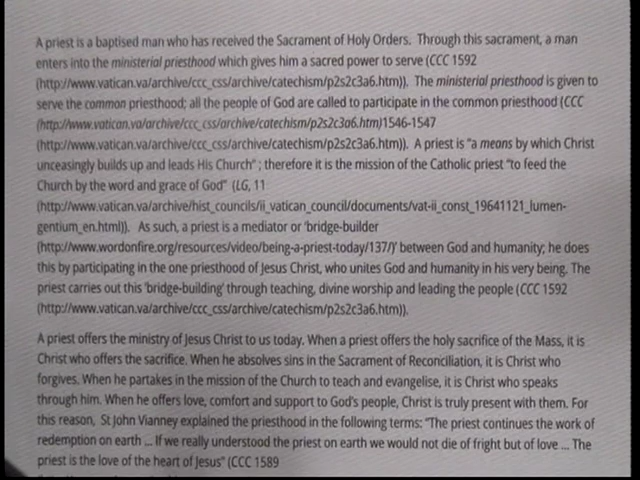 A priest is a baptised man who has received the Sacrament of Holy Orders. Through this sacrament, a man
enters into the ministerial priesthood which gives him a sacred power to serve (CCC 1592
(http://www.vatican.va/archive/ccc_css/archive/catechism/p2s2c3a6.htm)). The ministerial priesthood is given to
serve the common priesthood; all the people of God are called to participate in the common priesthood (CCC
(http://www.vatican.va/archive/ccc_css/archive/catechism/p2s2c3a6.htm)1546-1547
(http://www.vatican.va/archive/ccc_css/archive/catechism/p2s2c3a6.htm)). A priest is "a means by which Christ
unceasingly builds up and leads His Church" ; therefore it is the mission of the Catholic priest "to feed the
Church by the word and grace of God" (LG, 11
(http://www.vatican.va/archive/hist_councils/ii_vatican_council/documents/vat-ii_const_19641121_lumen-
gentium_en.html)). As such, a priest is a mediator or 'bridge-builder
(http://www.wordonfire.org/resources/video/being-a-priest-today/137/)' between God and humanity; he does
this by participating in the one priesthood of Jesus Christ, who unites God and humanity in his very being. The
priest carries out this 'bridge-building' through teaching, divine worship and leading the people (CCC 1592
(http://www.vatican.va/archive/ccc_css/archive/catechism/p2s2c3a6.htm)).
A priest offers the ministry of Jesus Christ to us today. When a priest offers the holy sacrifice of the Mass, it is
Christ who offers the sacrifice. When he absolves sins in the Sacrament of Reconciliation, it is Christ who
forgives. When he partakes in the mission of the Church to teach and evangelise, it is Christ who speaks
through him. When he offers love, comfort and support to God's people, Christ is truly present with them. For
this reason, St John Vianney explained the priesthood in the following terms: "The priest continues the work of
redemption on earth ... If we really understood the priest on earth we would not die of fright but of love ... The
priest is the love of the heart of Jesus" (CCC 1589